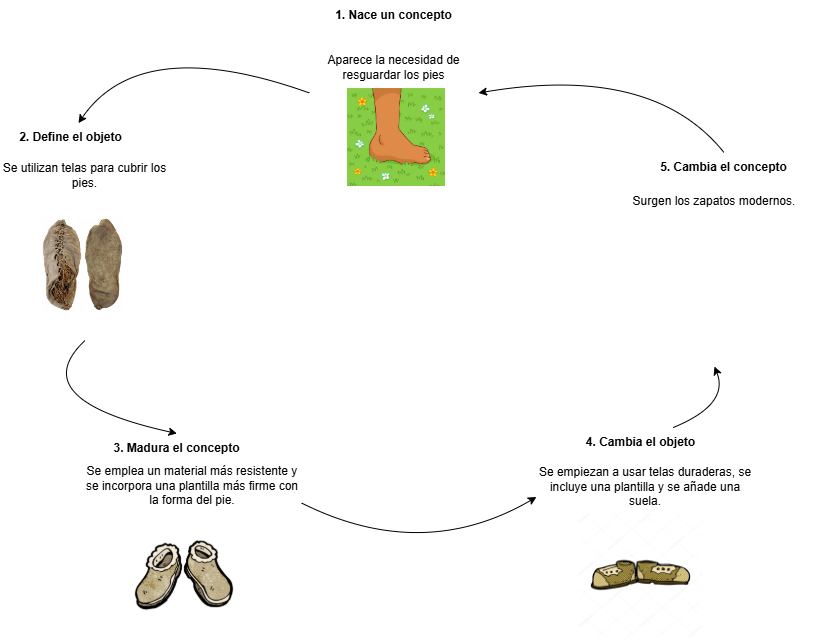 1. Nace un concepto
Aparece la necesidad de
resguardar los pies
2. Define el objeto
Se utilizan telas para cubrir los
pies.
3. Madura el concepto
Se emplea un material más resistente y
se incorpora una plantilla más firme con
la forma del pie.
4. Cambia el objeto
Se empiezan a usar telas duraderas, se
incluye una plantilla y se añade una
suela.
5. Cambia el concepto
Surgen los zapatos modernos.